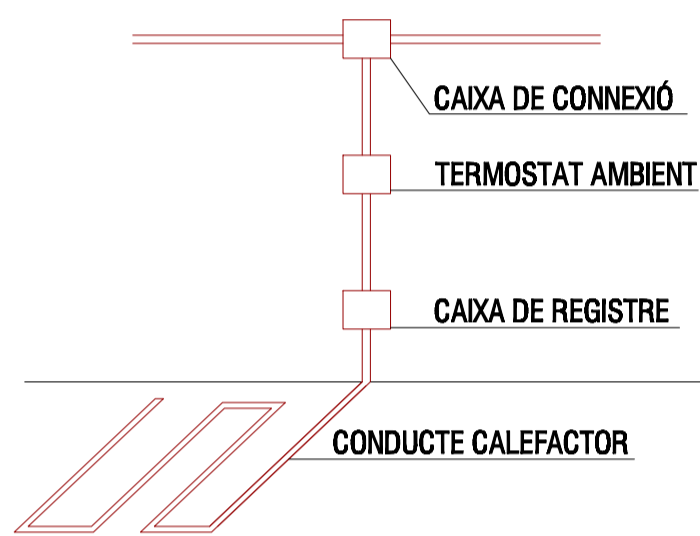 CAIXA DE CONNEXIÓ
TERMOSTAT AMBIENT
CAIXA DE REGISTRE
CONDUCTE CALEFACTOR